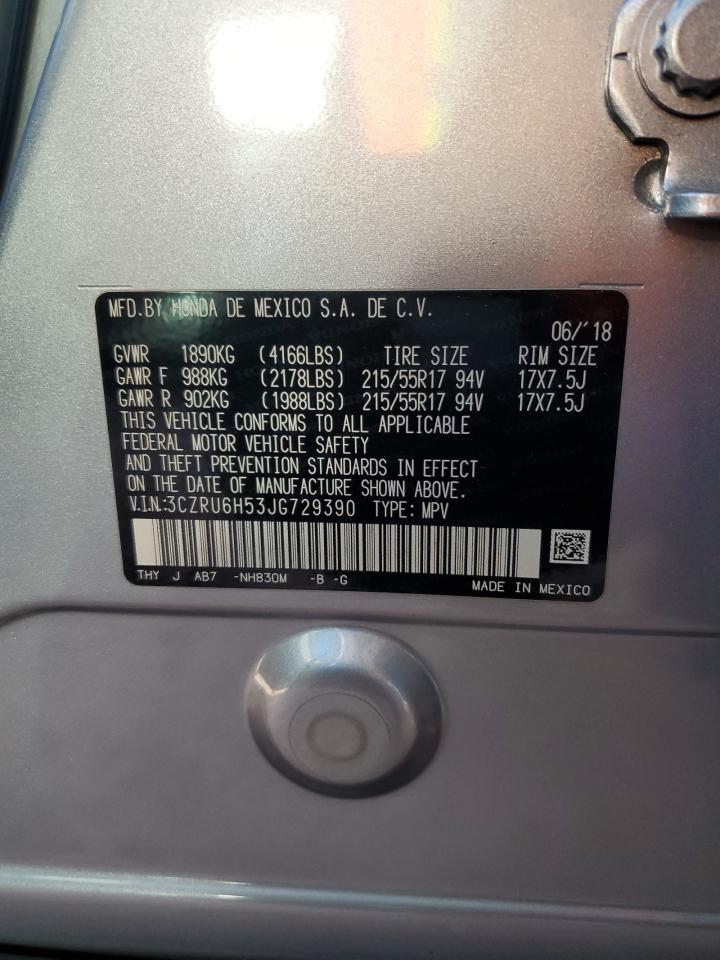 MFD.BY HONDA DE MEXICO S.A. DE C.V.
06/'18
GVWR 1890KG (4166LBS) TIRE SIZE RIM SIZE
GAWR F 988KG (2178LBS) 215/55R17 94V 17X7.5J
GAWR R 902KG (1988LBS) 215/55R17 94V 17X7.5J
THIS VEHICLE CONFORMS TO ALL APPLICABLE
FEDERAL MOTOR VEHICLE SAFETY
AND THEFT PREVENTION STANDARDS IN EFFECT
ON THE DATE OF MANUFACTURE SHOWN ABOVE.
V.I.N.:3CZRU6H53JG729390 TYPE: MPV
THY J AB7 -NH830M -B -G
MADE IN MEXICO